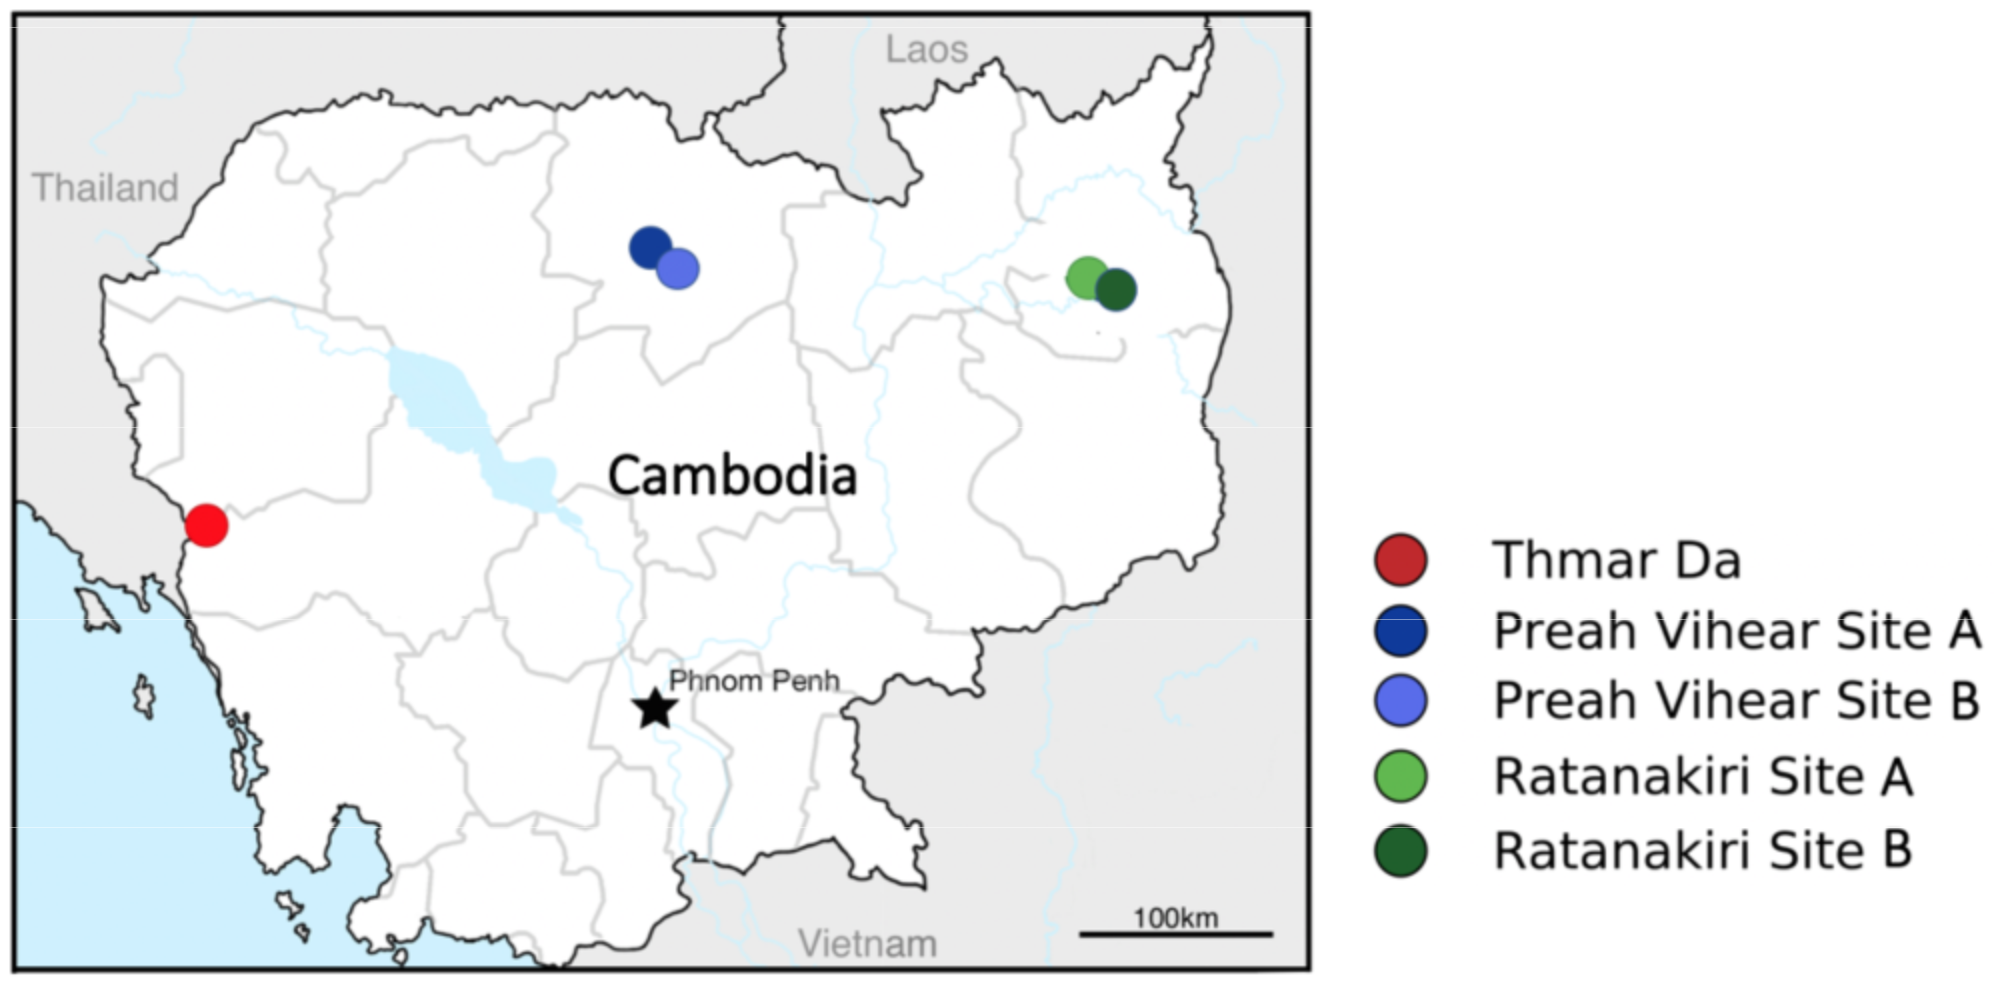 Laos
Thailand
Cambodia
Phnom Penh
Vietnam
100km
Thmar Da
Preah Vihear Site A
Preah Vihear Site B
Ratanakiri Site A
Ratanakiri Site B